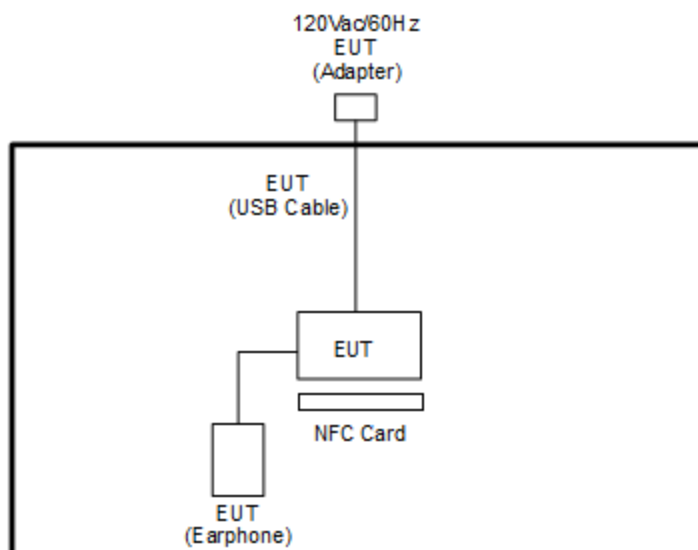 120Vac/60Hz
EUT
(Adapter)
EUT
(USB Cable)
EUT
NFC Card
EUT
(Earphone)